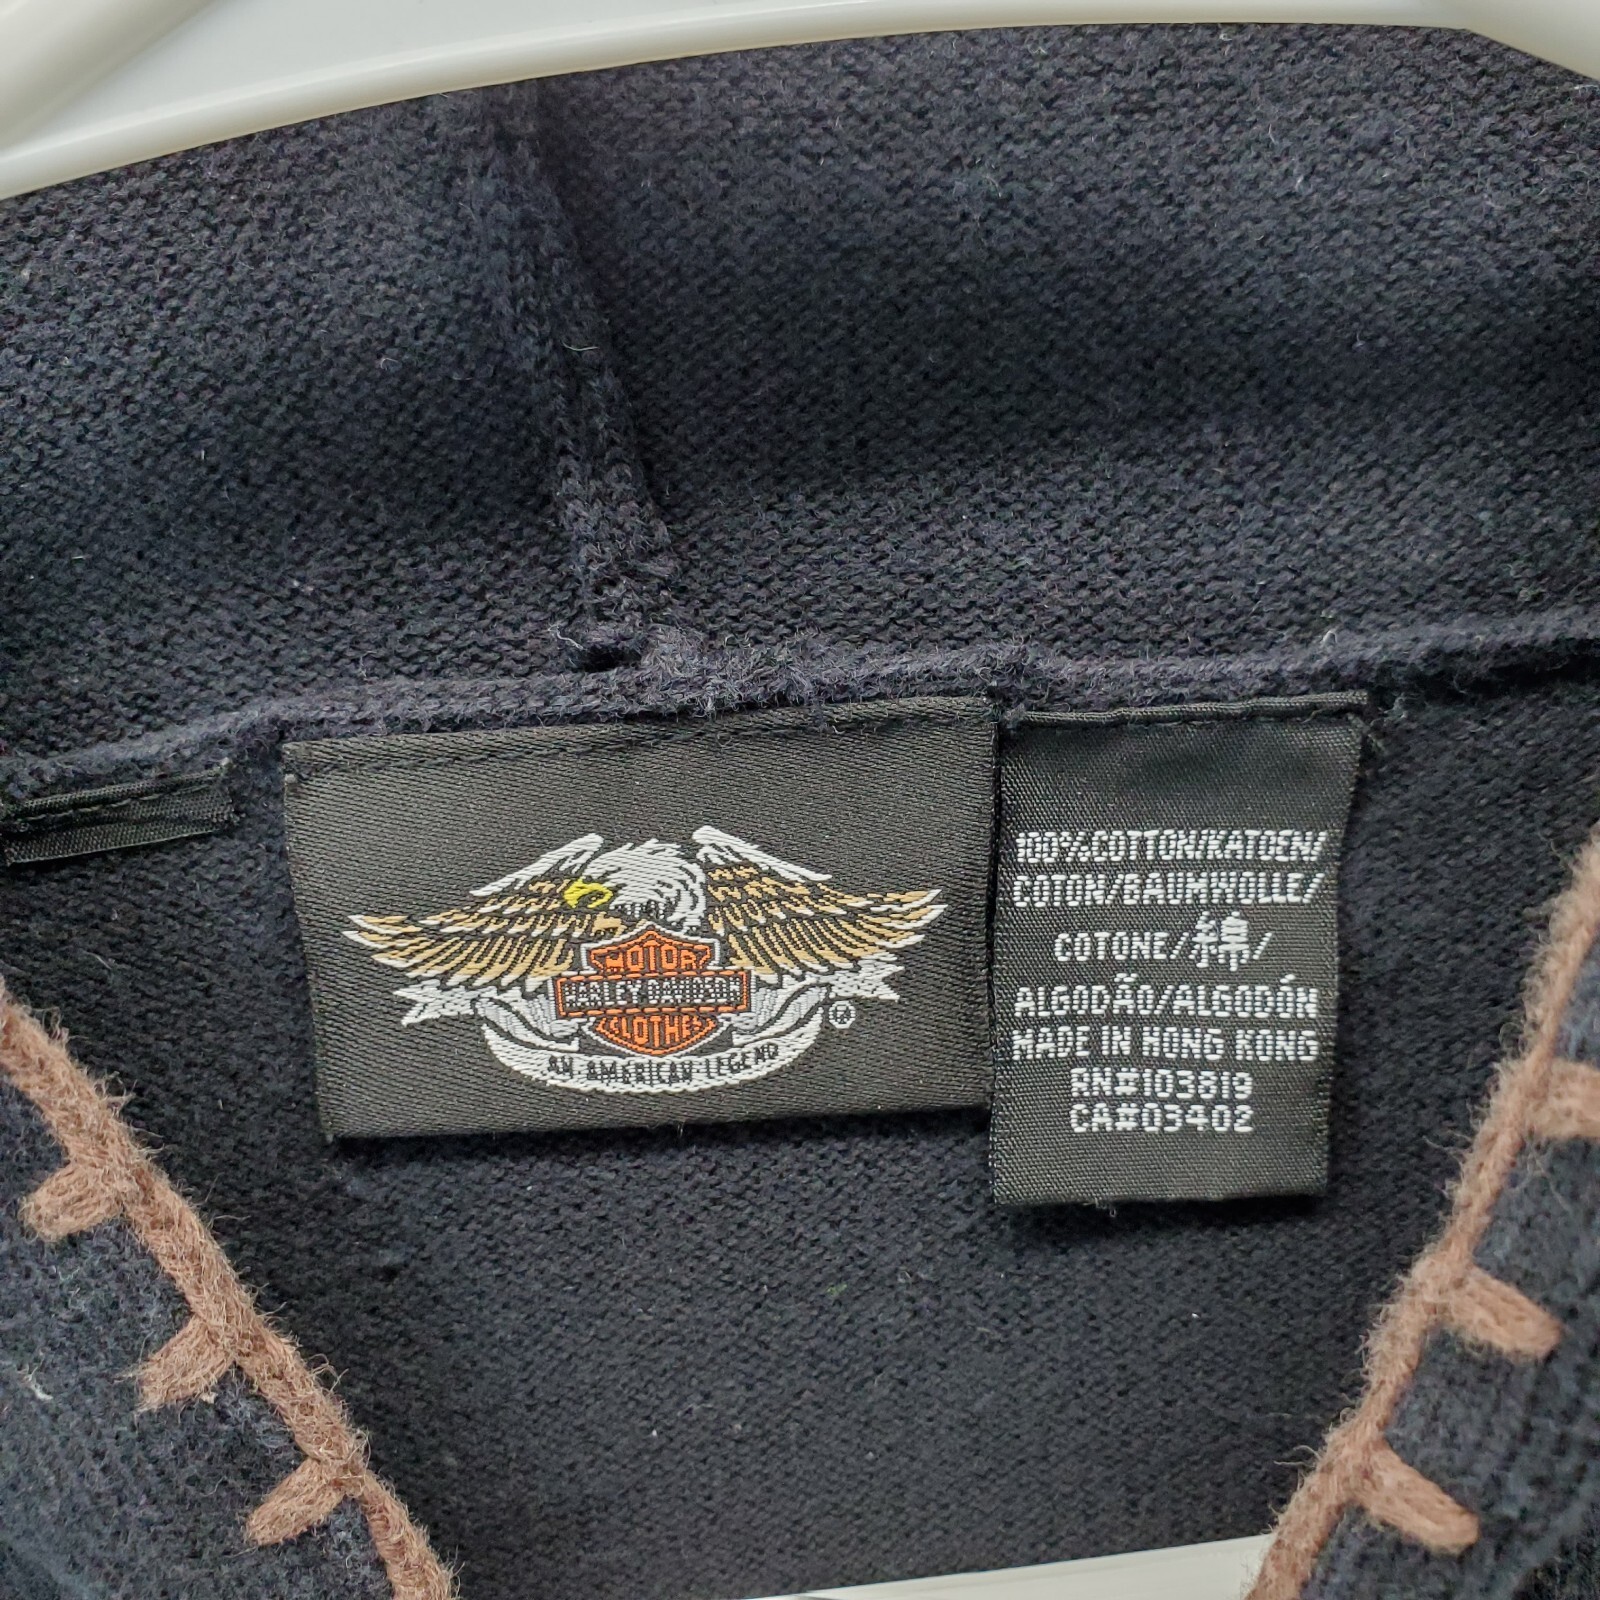 MOTOR
HARLEY-DAVIDSON
CLOTHES
AN AMERICAN LEGEND
®
100%COTTON/KATOEN/
COTON/BAUMWOLLE/
COTONE/綿/
ALGODÃO/ALGODÓN
MADE IN HONG KONG
RN#103819
CA#03402